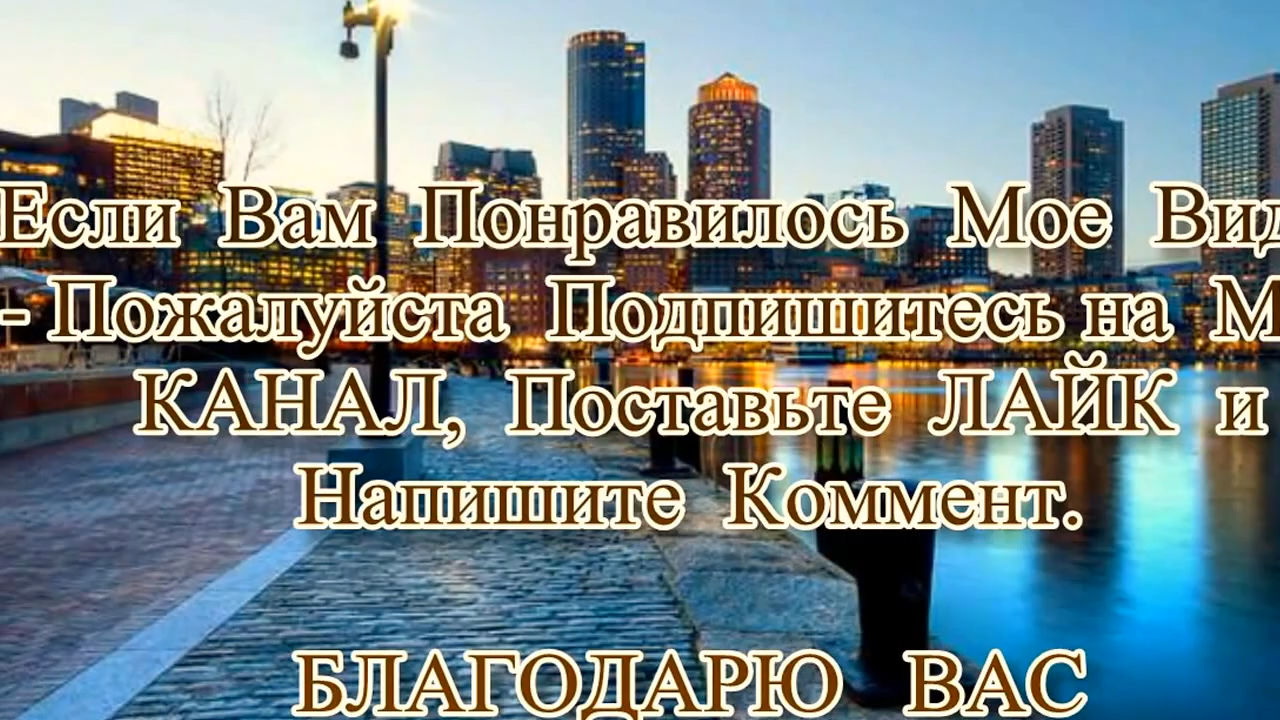 Если Вам Понравилось Мое Вид
- Пожалуйста Подпишитесь на М
КАНАЛ, Поставьте ЛАЙК и
Напишите Коммент.
БЛАГОДАРЮ ВАС